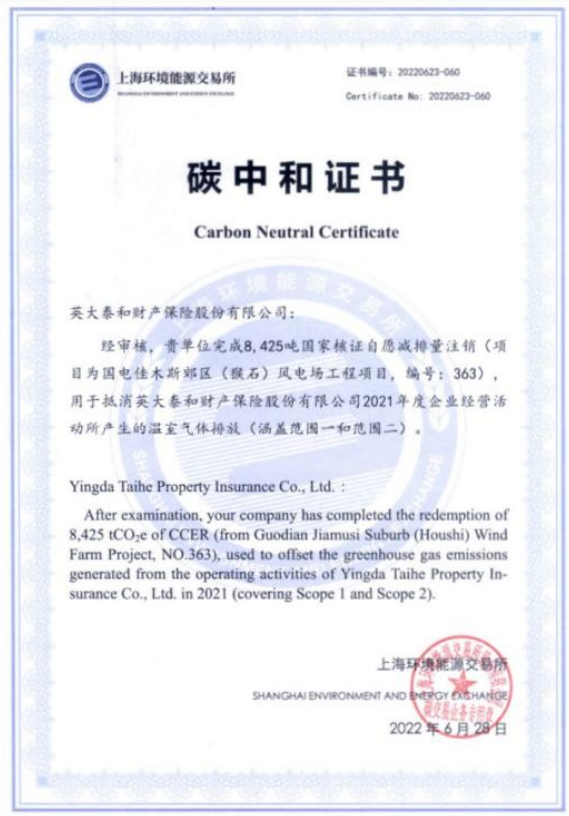 上海环境能源交易所
SHANGHAI ENVIRONMENT AND ENERGY EXCHANGE
证书编号：20220623-060
Certificate No: 20220623-060
碳中和证书
Carbon Neutral Certificate
英大泰和财产保险股份有限公司：
经审核，贵单位完成8,425吨国家核证自愿减排量注销（项
目为国电佳木斯郊区（猴石）风电场工程项目，编号：363），
用于抵消英大泰和财产保险股份有限公司2021年度企业经营活
动所产生的温室气体排放（涵盖范围一和范围二）。
Yingda Taihe Property Insurance Co., Ltd. :
After examination, your company has completed the redemption of
8,425 tCO2e of CCER (from Guodian Jiamusi Suburb (Houshi) Wind
Farm Project, NO.363), used to offset the greenhouse gas emissions
generated from the operating activities of Yingda Taihe Property In-
surance Co., Ltd. in 2021 (covering Scope 1 and Scope 2).
上海环境能源交易所
SHANGHAI ENVIRONMENT AND ENERGY EXCHANGE
2022 年 6 月 28 日